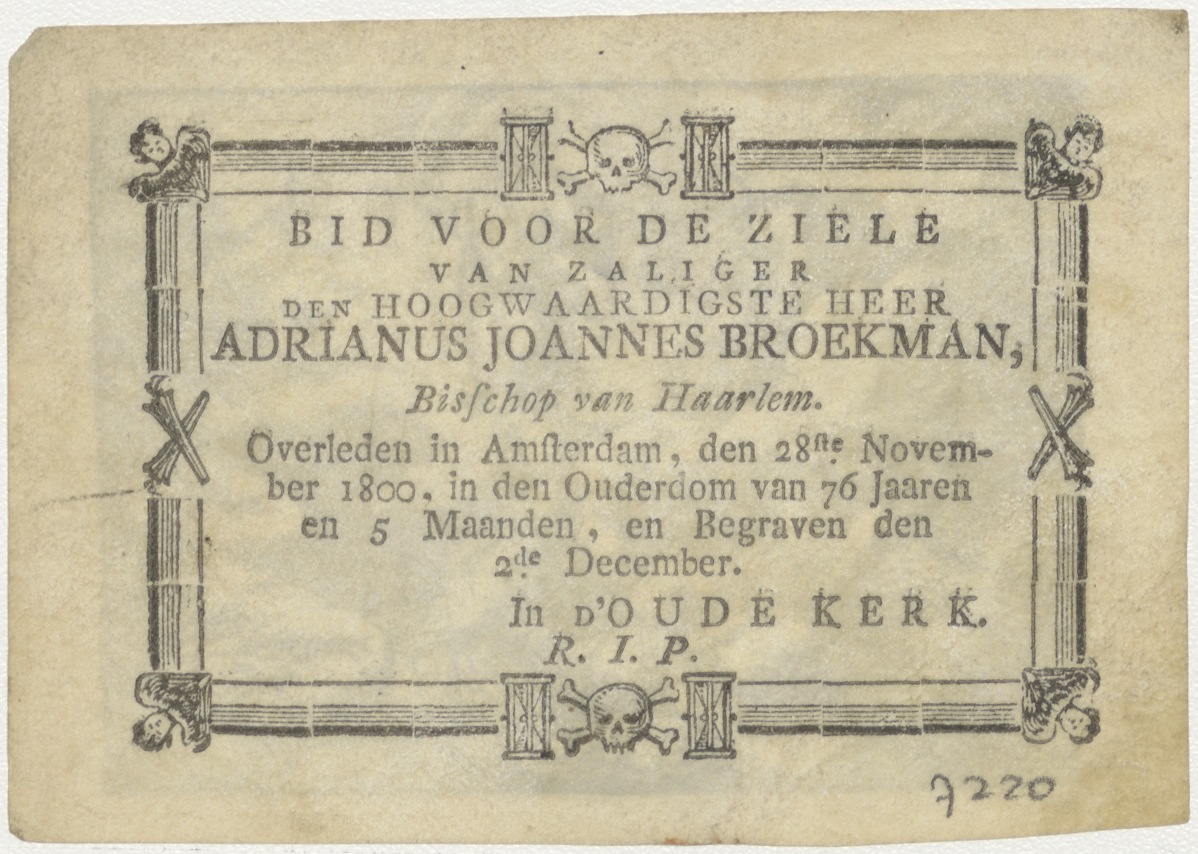 BID VOOR DE ZIELE
VAN ZALIGER
DEN HOOGWAARDIGSTE HEER
ADRIANUS JOANNES BROEKMAN,
Bisſchop van Haarlem.
Overleden in Amſterdam, den 28ſte. Novem-
ber 1800, in den Ouderdom van 76 Jaaren
en 5 Maanden, en Begraven den
2de. December.
In D'OUDE KERK.
R. I. P.
7220